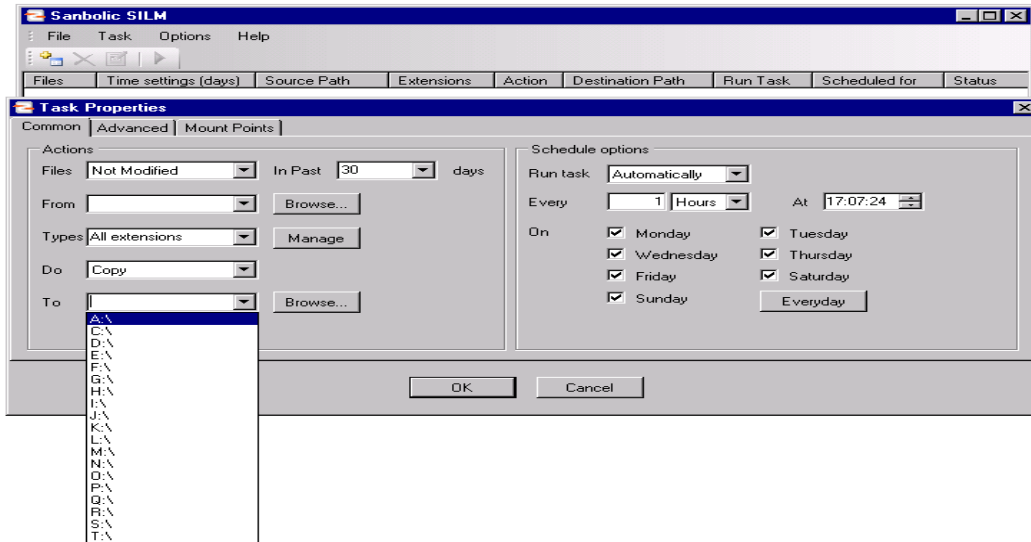 Sanbolic SILM
File Task Options Help
Files Time settings (days) Source Path Extensions Action Destination Path Run Task Scheduled for Status
Task Properties
Common Advanced Mount Points
Actions
Files Not Modified In Past 30 days
From Browse...
Types All extensions Manage
Do Copy
To Browse...
A:\
C:\
D:\
E:\
F:\
G:\
H:\
I:\
J:\
K:\
L:\
M:\
N:\
O:\
P:\
Q:\
R:\
S:\
T:\
Schedule options
Run task Automatically
Every 1 Hours At 17:07:24
On Monday Tuesday
Wednesday Thursday
Friday Saturday
Sunday Everyday
OK Cancel